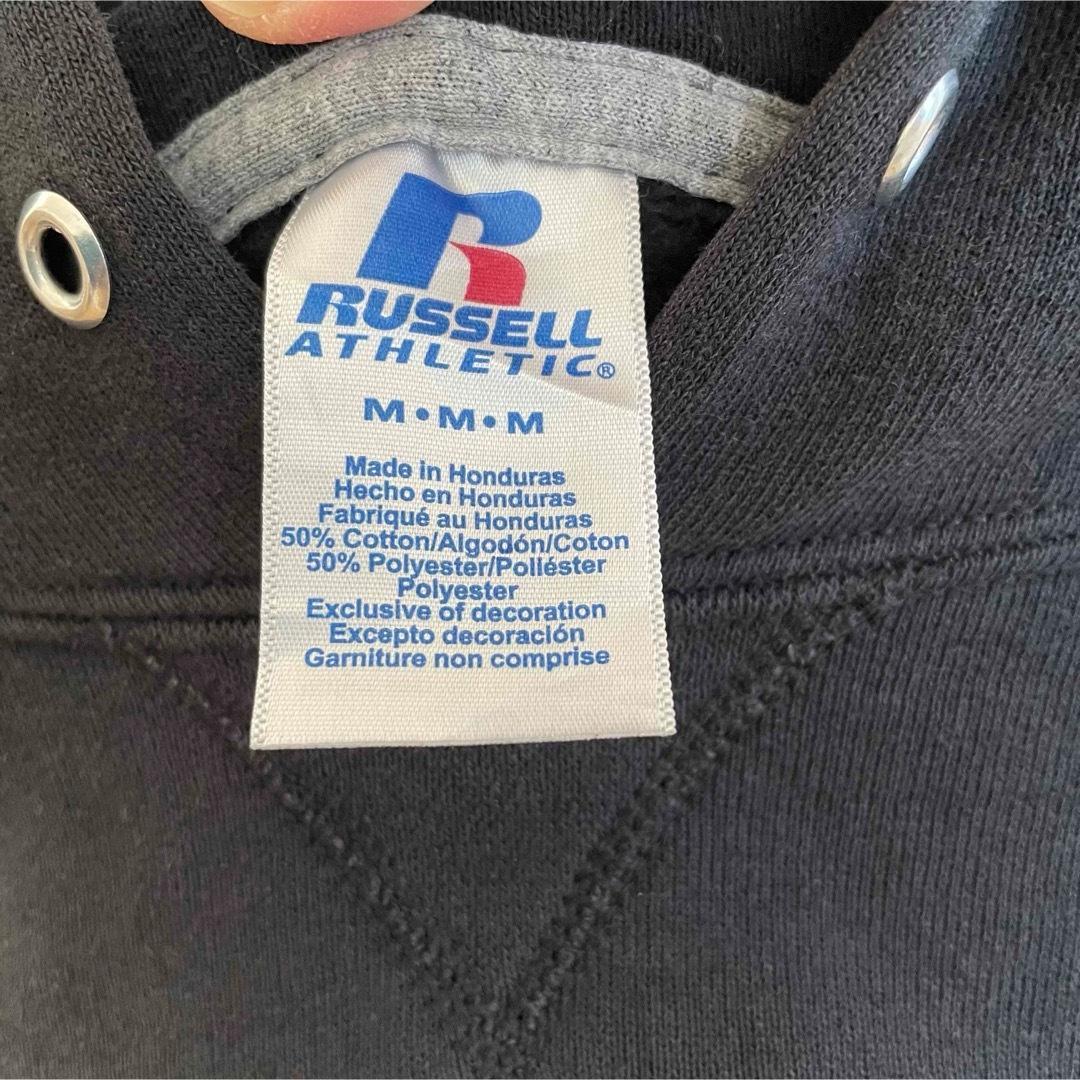 R
RUSSELL
ATHLETIC®
M • M • M
Made in Honduras
Hecho en Honduras
Fabriqué au Honduras
50% Cotton/Algodón/Coton
50% Polyester/Poliéster
Polyester
Exclusive of decoration
Excepto decoración
Garniture non comprise